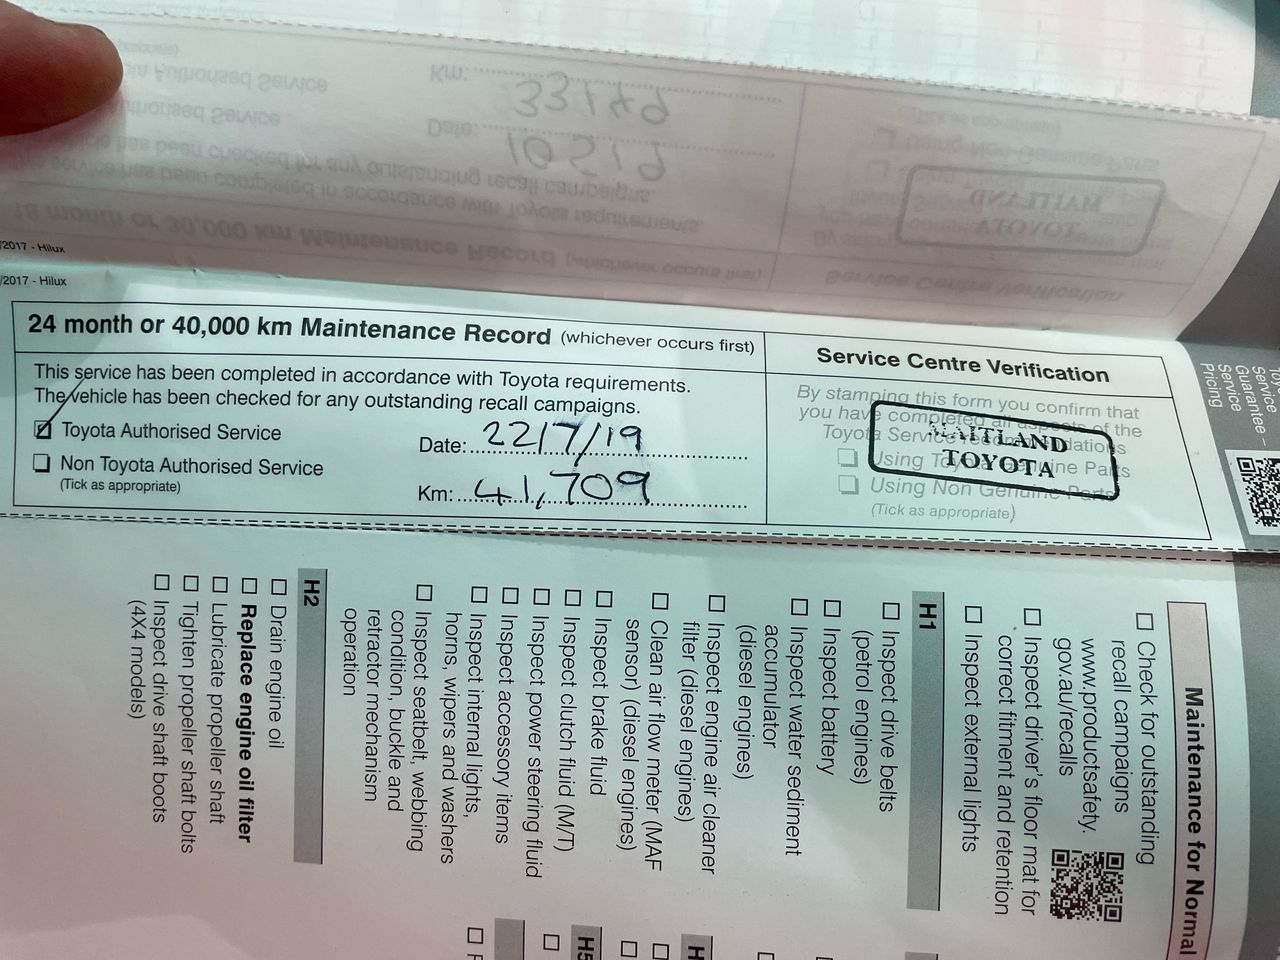 /2017 - Hilux
/2017 - Hilux
24 month or 40,000 km Maintenance Record (whichever occurs first)
This service has been completed in accordance with Toyota requirements.
The vehicle has been checked for any outstanding recall campaigns.
Toyota Authorised Service
Non Toyota Authorised Service
(Tick as appropriate)
Date: 22/7/19
Km: 41,709
Service Centre Verification
By stamping this form you confirm that
you have completed all aspects of the
Toyota Service
Using Toyota Genuine Parts
Using Non Genuine Parts
(Tick as appropriate)
MAITLAND
TOYOTA
Service
Guarantee -
Service
Pricing
Maintenance for Normal
Check for outstanding
recall campaigns
www.productsafety.
gov.au/recalls
Inspect driver's floor mat for
correct fitment and retention
Inspect external lights
H1
Inspect drive belts
(petrol engines)
Inspect battery
Inspect water sediment
accumulator
(diesel engines)
Inspect engine air cleaner
filter (diesel engines)
Clean air flow meter (MAF
sensor) (diesel engines)
Inspect brake fluid
Inspect clutch fluid (M/T)
Inspect power steering fluid
Inspect accessory items
Inspect internal lights,
horns, wipers and washers
Inspect seatbelt, webbing
condition, buckle and
retractor mechanism
operation
H2
Drain engine oil
Replace engine oil filter
Lubricate propeller shaft
Tighten propeller shaft bolts
Inspect drive shaft boots
(4X4 models)